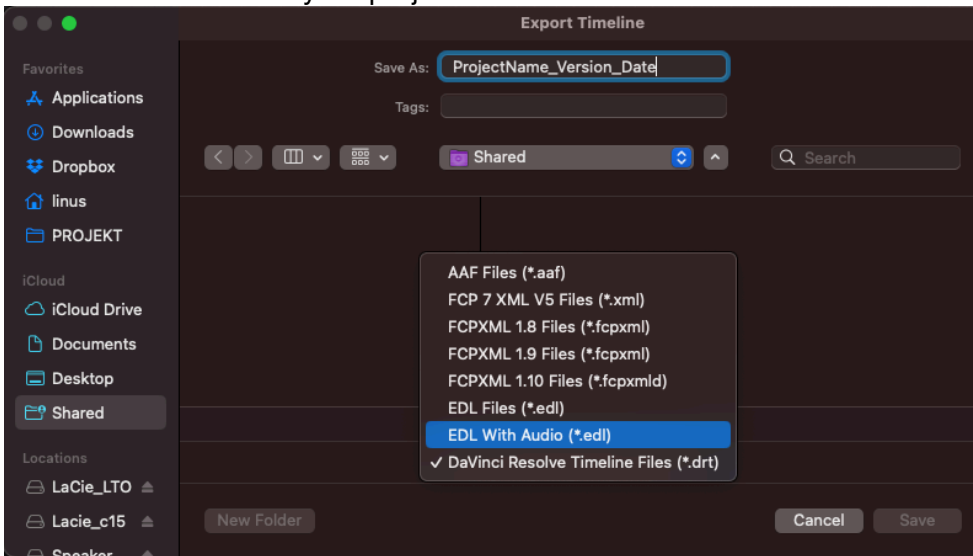 Export Timeline
Favorites
Applications
Downloads
Dropbox
linus
PROJEKT
iCloud
iCloud Drive
Documents
Desktop
Shared
Locations
LaCie_LTO
Lacie_c15
Speaker
Save As: ProjectName_Version_Date
Tags:
Shared
Search
AAF Files (*.aaf)
FCP 7 XML V5 Files (*.xml)
FCPXML 1.8 Files (*.fcpxml)
FCPXML 1.9 Files (*.fcpxml)
FCPXML 1.10 Files (*.fcpxmld)
EDL Files (*.edl)
EDL With Audio (*.edl)
✓ DaVinci Resolve Timeline Files (*.drt)
New Folder
Cancel
Save